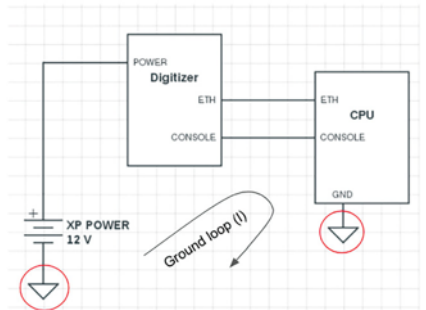 POWER
Digitizer
ETH
CONSOLE
ETH
CPU
CONSOLE
GND
+
XP POWER
12 V
Ground loop (I)